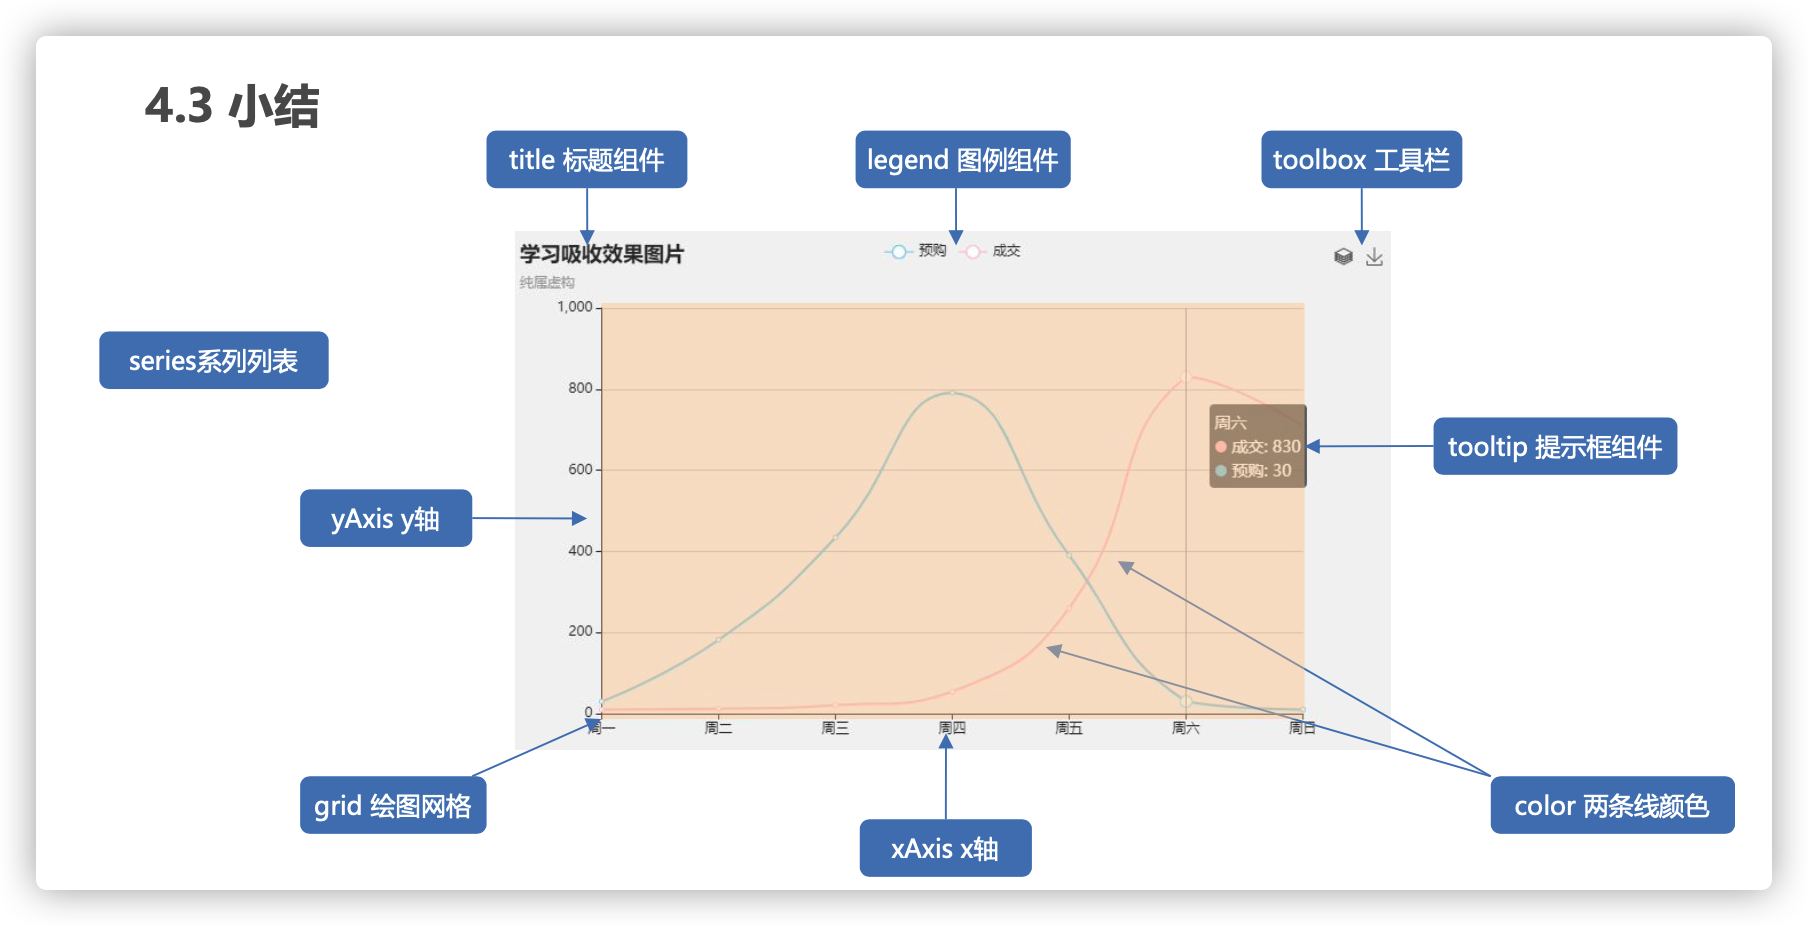 4.3 小结
title 标题组件
legend 图例组件
toolbox 工具栏
学习吸收效果图片
预购
成交
纯属虚构
1,000
series系列列表
800
周六
成交: 830
预购: 30
tooltip 提示框组件
600
yAxis y轴
400
200
0
周一
周二
周三
周四
周五
周六
周日
grid 绘图网格
color 两条线颜色
xAxis x轴